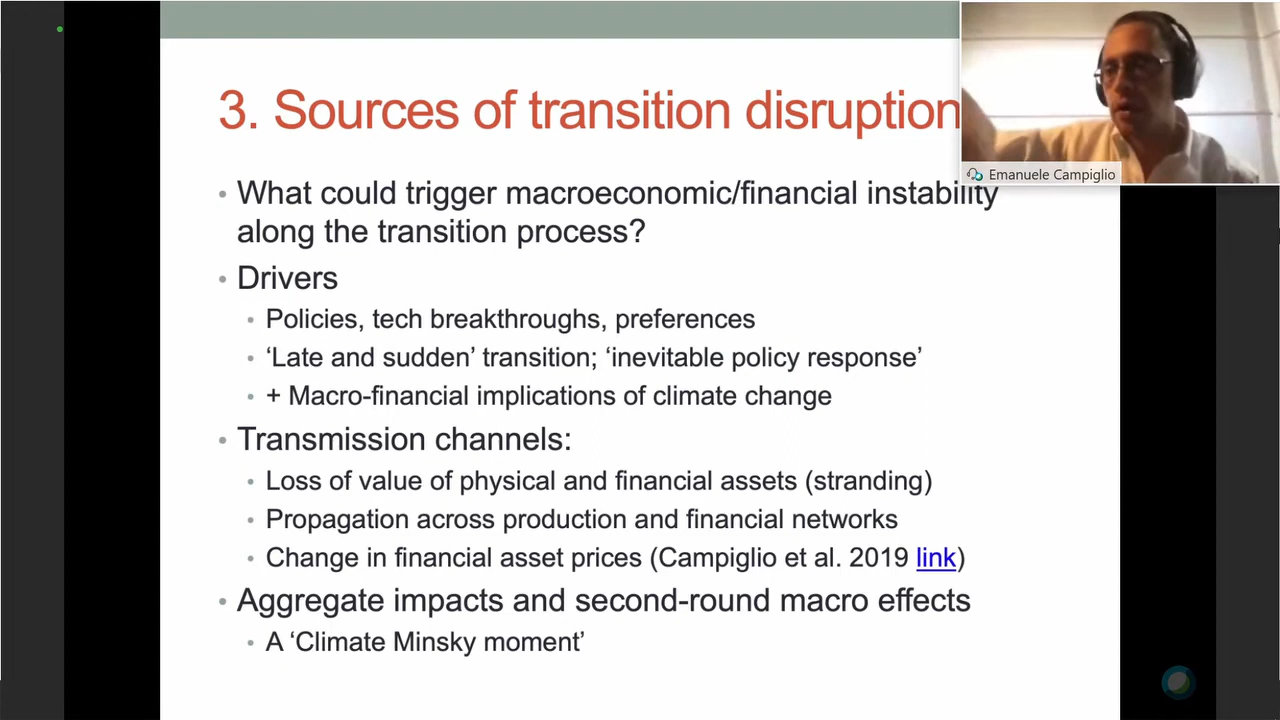 3. Sources of transition disruption
Emanuele Campiglio
• What could trigger macroeconomic/financial instability
along the transition process?
• Drivers
• Policies, tech breakthroughs, preferences
• ‘Late and sudden’ transition; ‘inevitable policy response’
• + Macro-financial implications of climate change
• Transmission channels:
• Loss of value of physical and financial assets (stranding)
• Propagation across production and financial networks
• Change in financial asset prices (Campiglio et al. 2019 link)
• Aggregate impacts and second-round macro effects
• A ‘Climate Minsky moment’